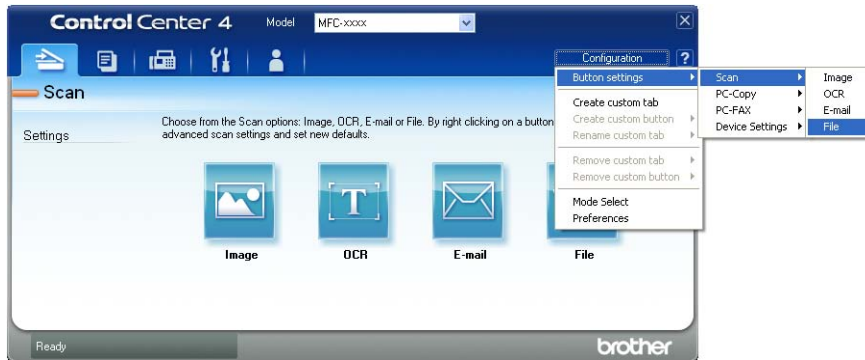 Control Center 4
Model
MFC-xxxx
Configuration
?
Scan
Settings
Choose from the Scan options: Image, OCR, E-mail or File. By right clicking on a button
advanced scan settings and set new defaults.
T
Image
OCR
E-mail
File
Button settings
Create custom tab
Create custom button
Rename custom tab
Remove custom tab
Remove custom button
Mode Select
Preferences
Scan
PC-Copy
PC-FAX
Device Settings
Image
OCR
E-mail
File
Ready
brother